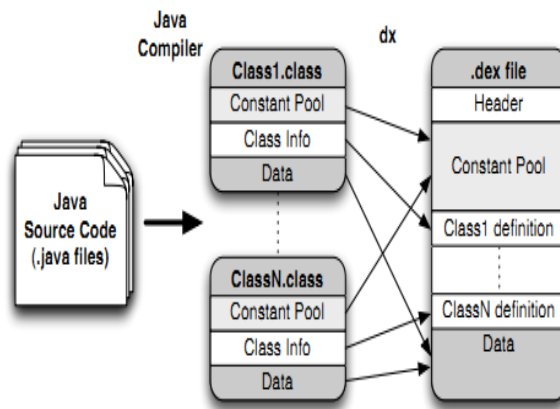 Java
Compiler
dx
Class1.class
Constant Pool
Class Info
Data
Java
Source Code
(.java files)
ClassN.class
Constant Pool
Class Info
Data
.dex file
Header
Constant Pool
Class1 definition
ClassN definition
Data